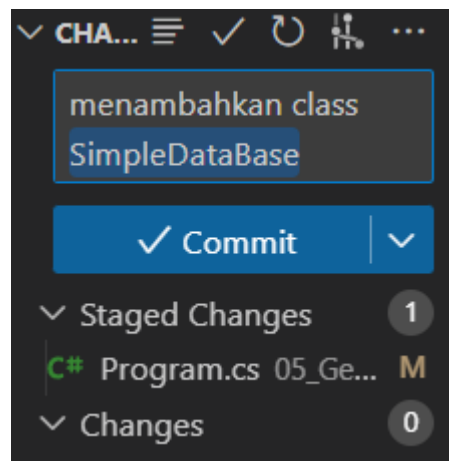 CHA...
menambahkan class
SimpleDataBase
Commit
Staged Changes 1
C# Program.cs 05_Ge... M
Changes 0